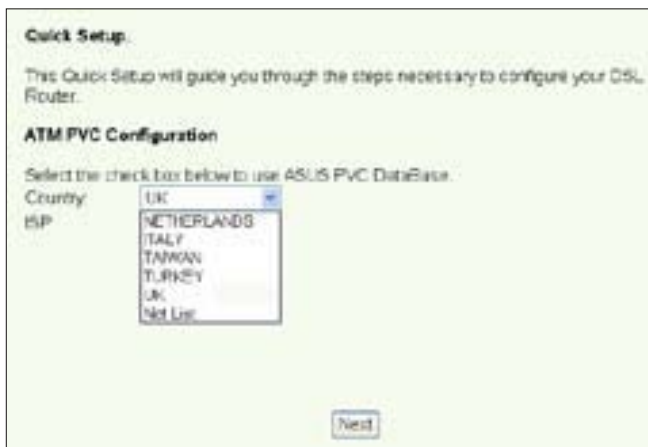 Quick Setup.
This Quick Setup will guide you through the steps necessary to configure your DSL
Router.
ATM PVC Configuration
Select the check box below to use ASUS PVC DataBase.
Country: UK
ISP
NETHERLANDS
ITALY
TAIWAN
TURKEY
UK
Not List
Next